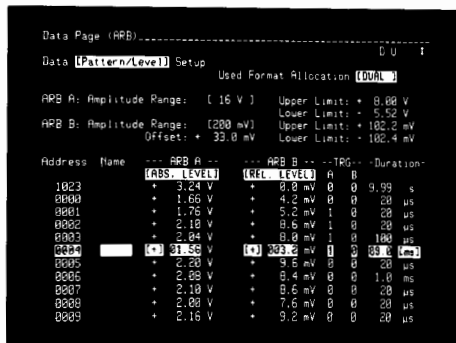 Data Page (ARB)
D U
Data [Pattern/Level] Setup
Used Format Allocation [DUAL ]
ARB A: Amplitude Range: [ 16 V ] Upper Limit: + 8.00 V
Lower Limit: - 5.52 V
ARB B: Amplitude Range: [200 mV] Upper Limit: + 102.2 mV
Offset: + 33.0 mV Lower Limit: - 102.4 mV
Address Name --- ARB A --- --- ARB B -- --TRG-- -Duration-
[ABS. LEVEL] [REL. LEVEL] A B
1023 + 3.24 V + 0.0 mV 0 0 9.99 s
0000 + 1.66 V + 4.2 mV 0 0 20 µs
0001 + 1.76 V + 5.2 mV 1 0 20 µs
0002 + 2.10 V + 8.6 mV 1 0 20 µs
0003 + 2.04 V + 8.0 mV 1 0 100 µs
0004 [+] 01.56 V [+] 003.2 mV 1 0 09.0 [ms]
0005 + 2.20 V + 9.6 mV 0 0 20 µs
0006 + 2.08 V + 8.4 mV 0 0 1.0 ms
0007 + 2.10 V + 8.6 mV 0 0 20 µs
0008 + 2.00 V + 7.6 mV 0 0 20 µs
0009 + 2.16 V + 9.2 mV 0 0 20 µs